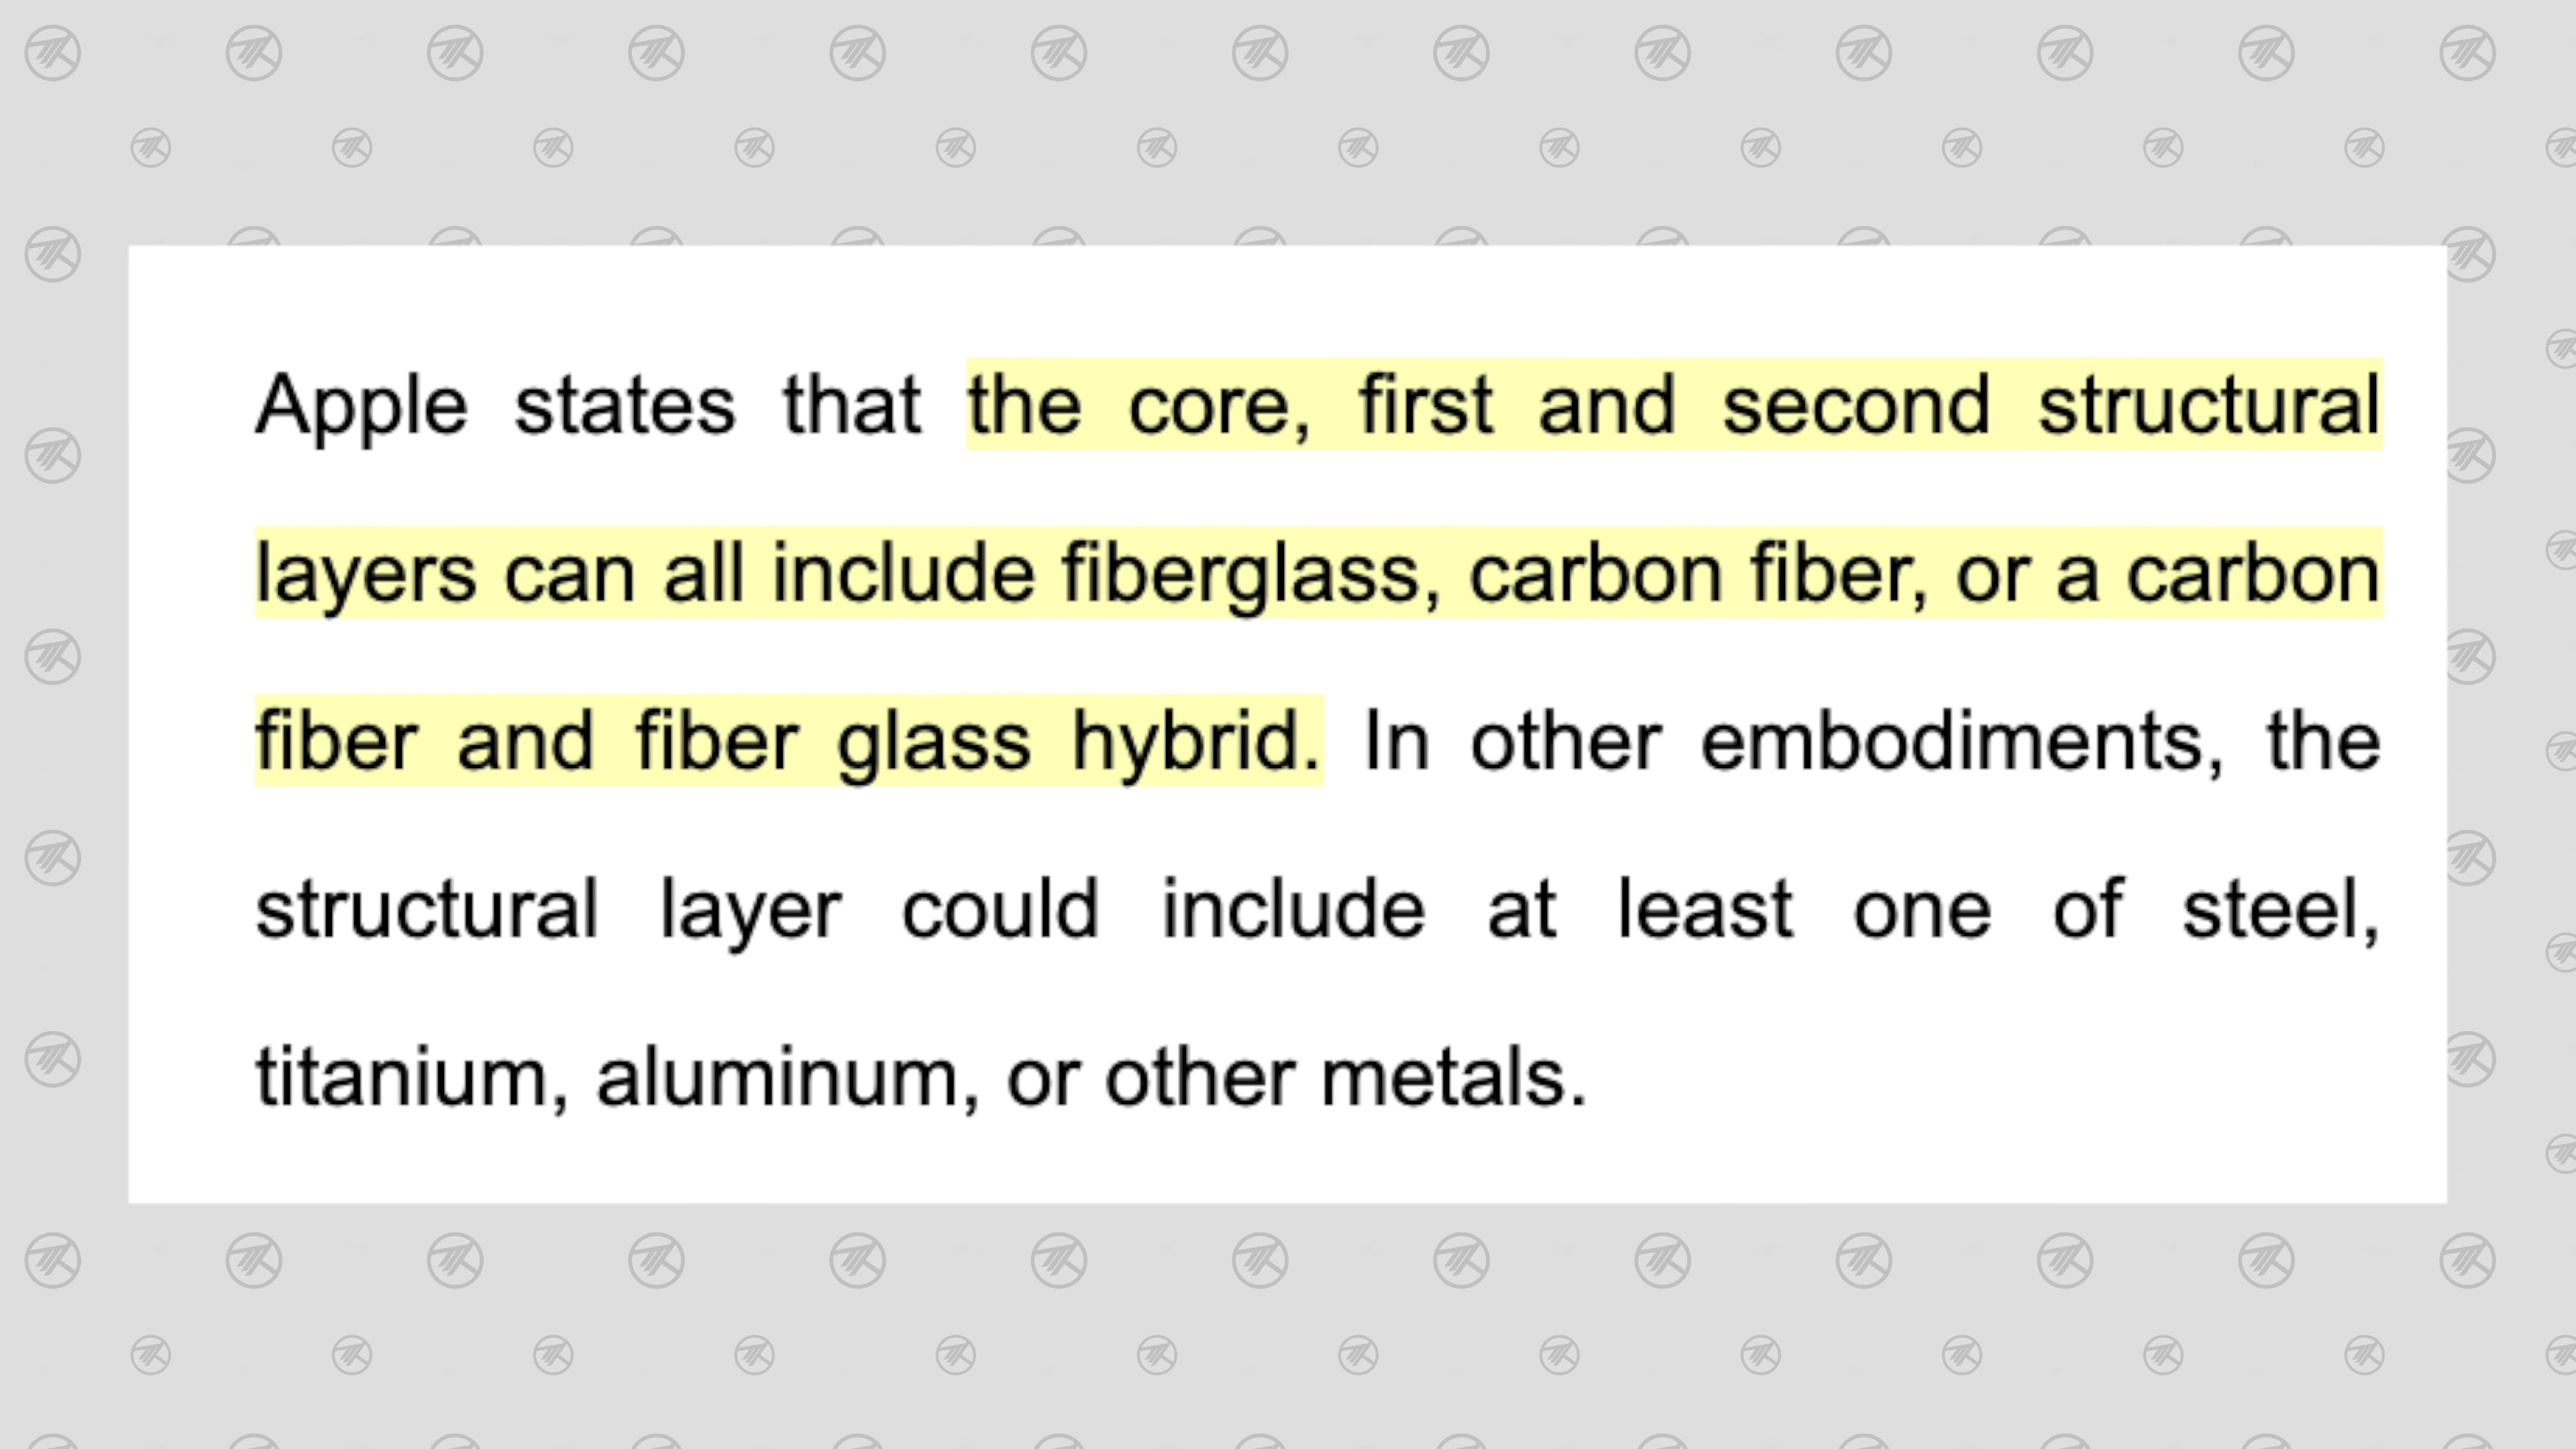 Apple states that the core, first and second structural
layers can all include fiberglass, carbon fiber, or a carbon
fiber and fiber glass hybrid. In other embodiments, the
structural layer could include at least one of steel,
titanium, aluminum, or other metals.